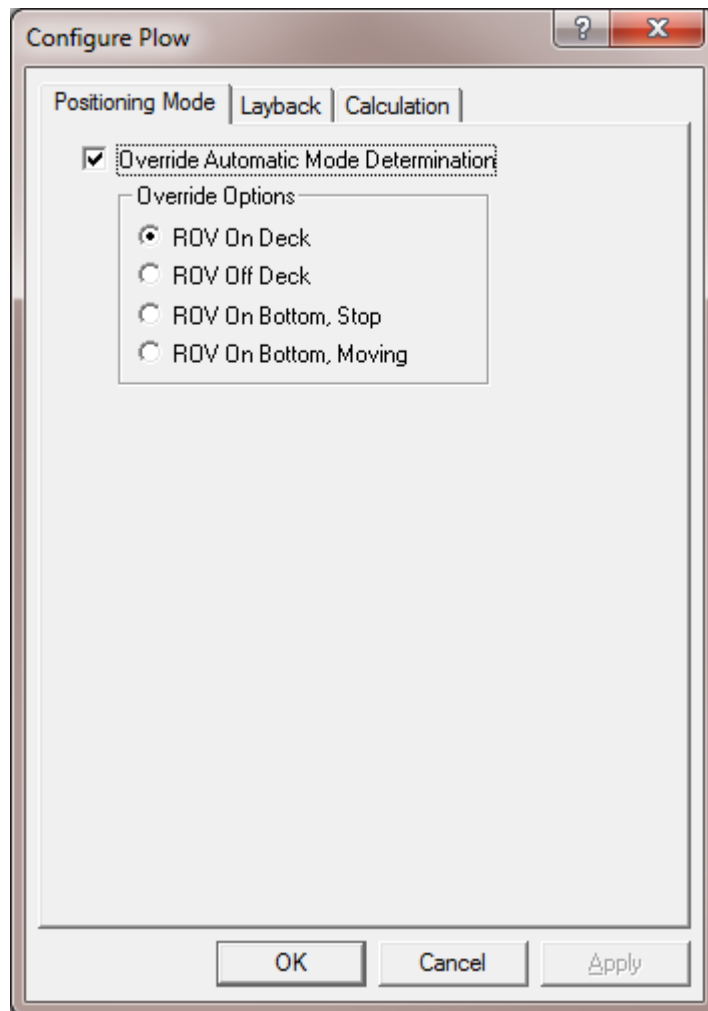 Configure Plow
?
Positioning Mode Layback Calculation
Override Automatic Mode Determination
Override Options
ROV On Deck
ROV Off Deck
ROV On Bottom, Stop
ROV On Bottom, Moving
OK Cancel Apply